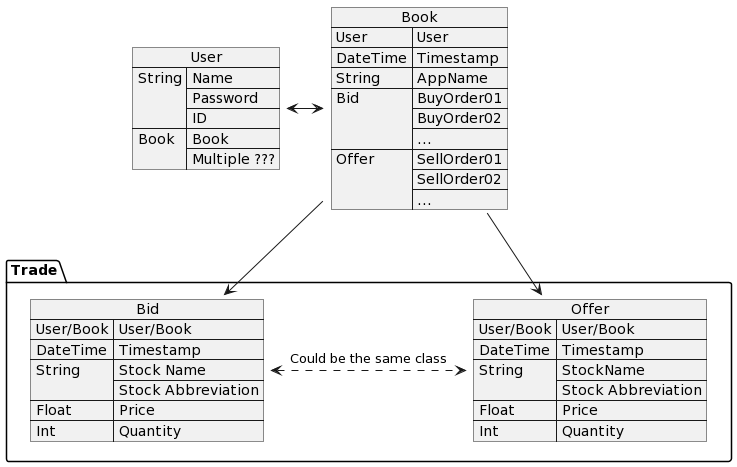 Book
User User
DateTime Timestamp
String AppName
Bid BuyOrder01
BuyOrder02
...
Offer SellOrder01
SellOrder02
...
User
String Name
Password
ID
Book Book
Multiple ???
Trade
Bid
User/Book User/Book
DateTime Timestamp
String Stock Name
Stock Abbreviation
Float Price
Int Quantity
Could be the same class
Offer
User/Book User/Book
DateTime Timestamp
String StockName
Stock Abbreviation
Float Price
Int Quantity